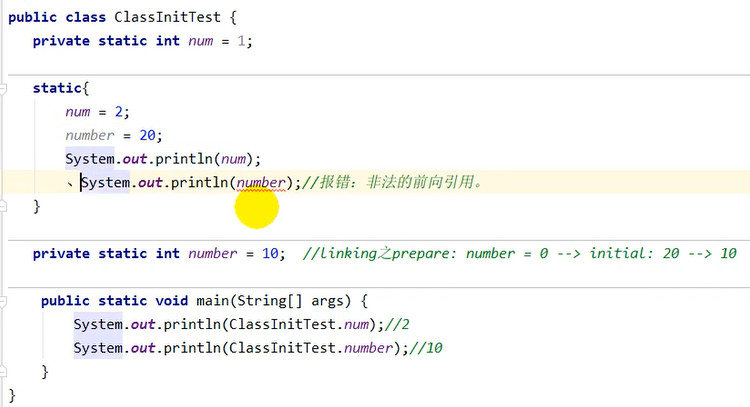 public class ClassInitTest {
private static int num = 1;
static{
num = 2;
number = 20;
System.out.println(num);
、System.out.println(number);//报错：非法的前向引用。
}
private static int number = 10;  //linking之prepare: number = 0 --> initial: 20 --> 10
public static void main(String[] args) {
System.out.println(ClassInitTest.num);//2
System.out.println(ClassInitTest.number);//10
}
}